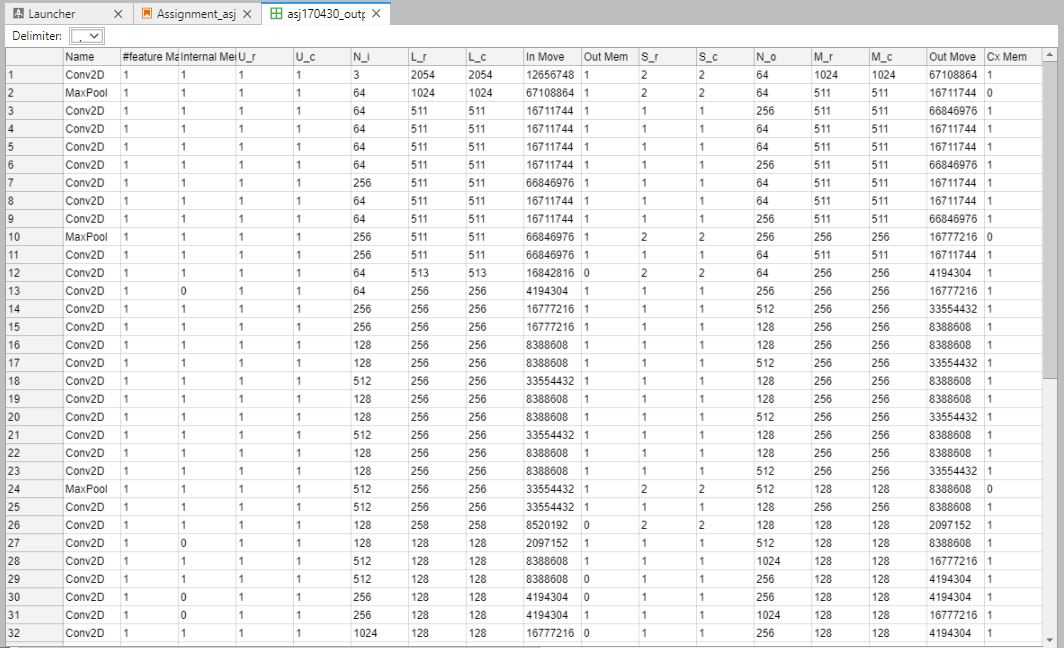 Launcher Assignment_asj asj170430_outp
Delimiter: ,
Name #feature Ma Internal Mer U_r U_c N_i L_r L_c In Move Out Mem S_r S_c N_o M_r M_c Out Move Cx Mem
1 Conv2D 1 1 1 1 3 2054 2054 12656748 1 2 2 64 1024 1024 67108864 1
2 MaxPool 1 1 1 1 64 1024 1024 67108864 1 2 2 64 511 511 16711744 0
3 Conv2D 1 1 1 1 64 511 511 16711744 1 1 1 256 511 511 66846976 1
4 Conv2D 1 1 1 1 64 511 511 16711744 1 1 1 64 511 511 16711744 1
5 Conv2D 1 1 1 1 64 511 511 16711744 1 1 1 64 511 511 16711744 1
6 Conv2D 1 1 1 1 64 511 511 16711744 1 1 1 256 511 511 66846976 1
7 Conv2D 1 1 1 1 256 511 511 66846976 1 1 1 64 511 511 16711744 1
8 Conv2D 1 1 1 1 64 511 511 16711744 1 1 1 64 511 511 16711744 1
9 Conv2D 1 1 1 1 64 511 511 16711744 1 1 1 256 511 511 66846976 1
10 MaxPool 1 1 1 1 256 511 511 66846976 1 2 2 256 256 256 16777216 0
11 Conv2D 1 1 1 1 256 511 511 66846976 1 1 1 64 511 511 16711744 1
12 Conv2D 1 1 1 1 64 513 513 16842816 0 2 2 64 256 256 4194304 1
13 Conv2D 1 0 1 1 64 256 256 4194304 1 1 1 256 256 256 16777216 1
14 Conv2D 1 1 1 1 256 256 256 16777216 1 1 1 512 256 256 33554432 1
15 Conv2D 1 1 1 1 256 256 256 16777216 1 1 1 128 256 256 8388608 1
16 Conv2D 1 1 1 1 128 256 256 8388608 1 1 1 128 256 256 8388608 1
17 Conv2D 1 1 1 1 128 256 256 8388608 1 1 1 512 256 256 33554432 1
18 Conv2D 1 1 1 1 512 256 256 33554432 1 1 1 128 256 256 8388608 1
19 Conv2D 1 1 1 1 128 256 256 8388608 1 1 1 128 256 256 8388608 1
20 Conv2D 1 1 1 1 128 256 256 8388608 1 1 1 512 256 256 33554432 1
21 Conv2D 1 1 1 1 512 256 256 33554432 1 1 1 128 256 256 8388608 1
22 Conv2D 1 1 1 1 128 256 256 8388608 1 1 1 128 256 256 8388608 1
23 Conv2D 1 1 1 1 128 256 256 8388608 1 1 1 512 256 256 33554432 1
24 MaxPool 1 1 1 1 512 256 256 33554432 1 2 2 512 128 128 8388608 0
25 Conv2D 1 1 1 1 512 256 256 33554432 1 1 1 128 256 256 8388608 1
26 Conv2D 1 1 1 1 128 258 258 8520192 0 2 2 128 128 128 2097152 1
27 Conv2D 1 0 1 1 128 128 128 2097152 1 1 1 512 128 128 8388608 1
28 Conv2D 1 1 1 1 512 128 128 8388608 1 1 1 1024 128 128 16777216 1
29 Conv2D 1 1 1 1 512 128 128 8388608 0 1 1 256 128 128 4194304 1
30 Conv2D 1 0 1 1 256 128 128 4194304 0 1 1 256 128 128 4194304 1
31 Conv2D 1 0 1 1 256 128 128 4194304 1 1 1 1024 128 128 16777216 1
32 Conv2D 1 1 1 1 1024 128 128 16777216 0 1 1 256 128 128 4194304 1